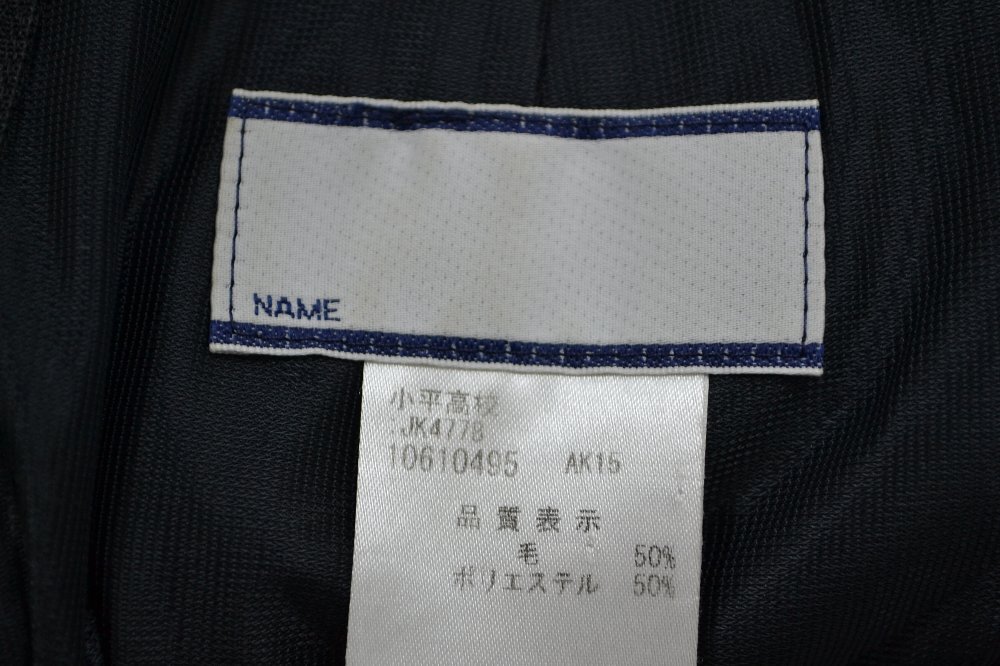 NAME
小平高校
:JK4778
10610495 AK15
品質表示
毛 50%
ポリエステル 50%